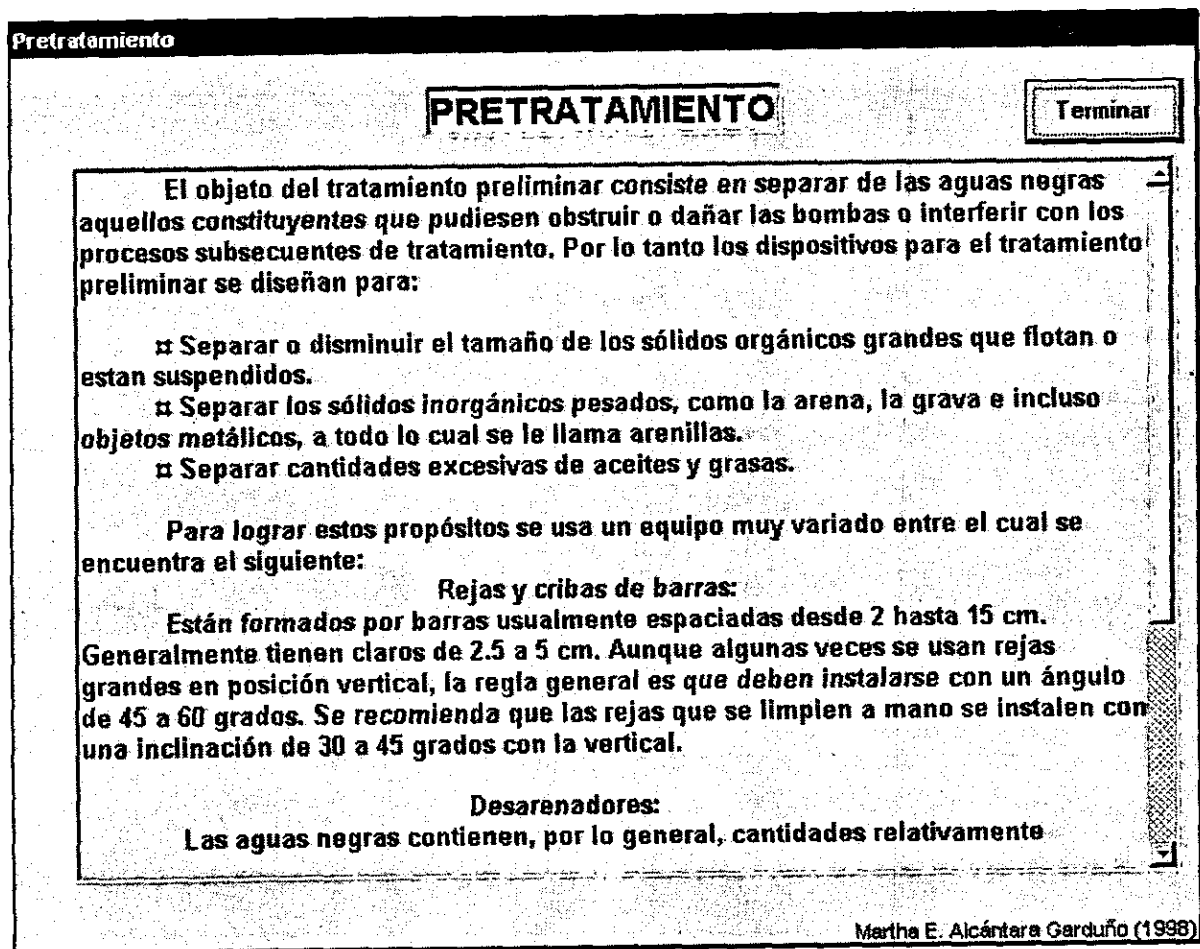 Pretratamiento
PRETRATAMIENTO
Terminar
El objeto del tratamiento preliminar consiste en separar de las aguas negras
aquellos constituyentes que pudiesen obstruir o dañar las bombas o interferir con los
procesos subsecuentes de tratamiento. Por lo tanto los dispositivos para el tratamiento
preliminar se diseñan para:
¤ Separar o disminuir el tamaño de los sólidos orgánicos grandes que flotan o
estan suspendidos.
¤ Separar los sólidos inorgánicos pesados, como la arena, la grava e incluso
objetos metálicos, a todo lo cual se le llama arenillas.
¤ Separar cantidades excesivas de aceites y grasas.
Para lograr estos propósitos se usa un equipo muy variado entre el cual se
encuentra el siguiente:
Rejas y cribas de barras:
Están formados por barras usualmente espaciadas desde 2 hasta 15 cm.
Generalmente tienen claros de 2.5 a 5 cm. Aunque algunas veces se usan rejas
grandes en posición vertical, la regla general es que deben instalarse con un ángulo
de 45 a 60 grados. Se recomienda que las rejas que se limpien a mano se instalen con
una inclinación de 30 a 45 grados con la vertical.
Desarenadores:
Las aguas negras contienen, por lo general, cantidades relativamente
Martha E. Alcántara Garduño (1998)